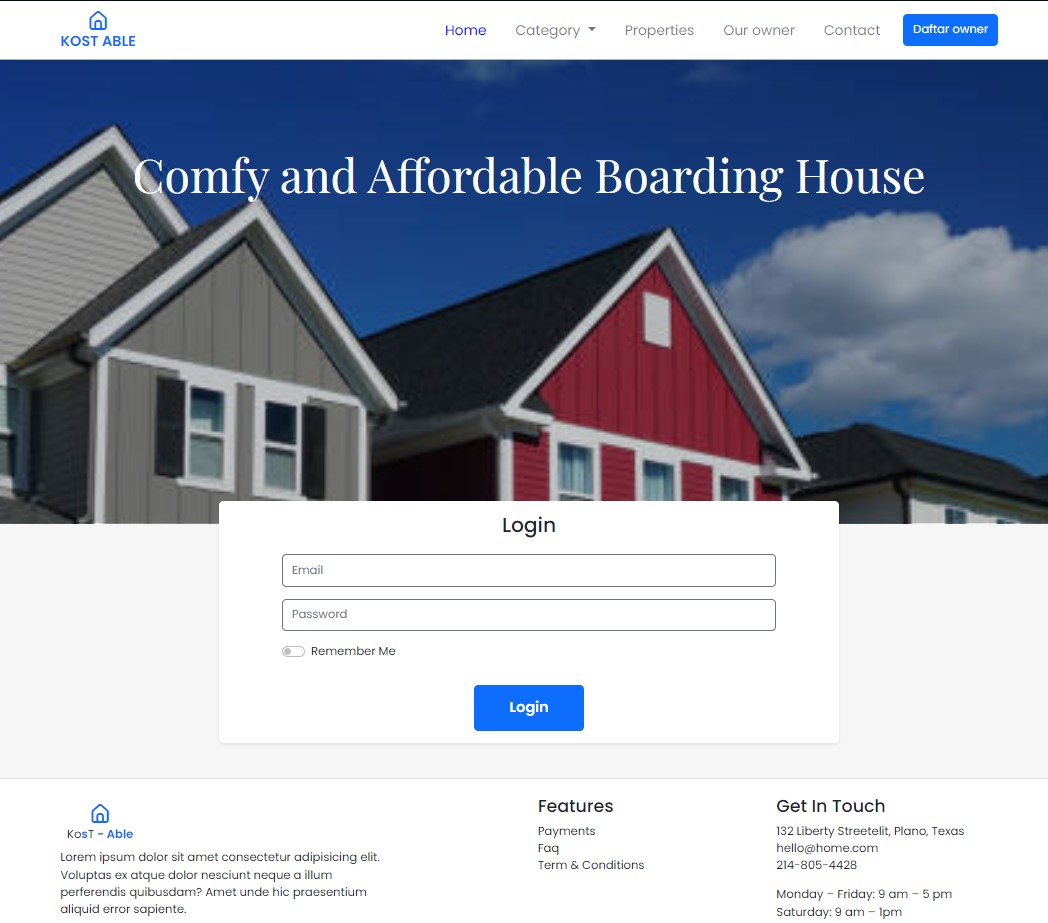 KOST ABLE
Home Category Properties Our owner Contact Daftar owner
Comfy and Affordable Boarding House
Login
Email
Password
Remember Me
Login
KosT - Able
Lorem ipsum dolor sit amet consectetur adipisicing elit.
Voluptas ex atque dolor nesciunt neque a illum
perferendis quibusdam? Amet unde hic praesentium
aliquid error sapiente.
Features
Payments
Faq
Term & Conditions
Get In Touch
132 Liberty Streetelit, Plano, Texas
hello@home.com
214-805-4428
Monday – Friday: 9 am – 5 pm
Saturday: 9 am – 1pm